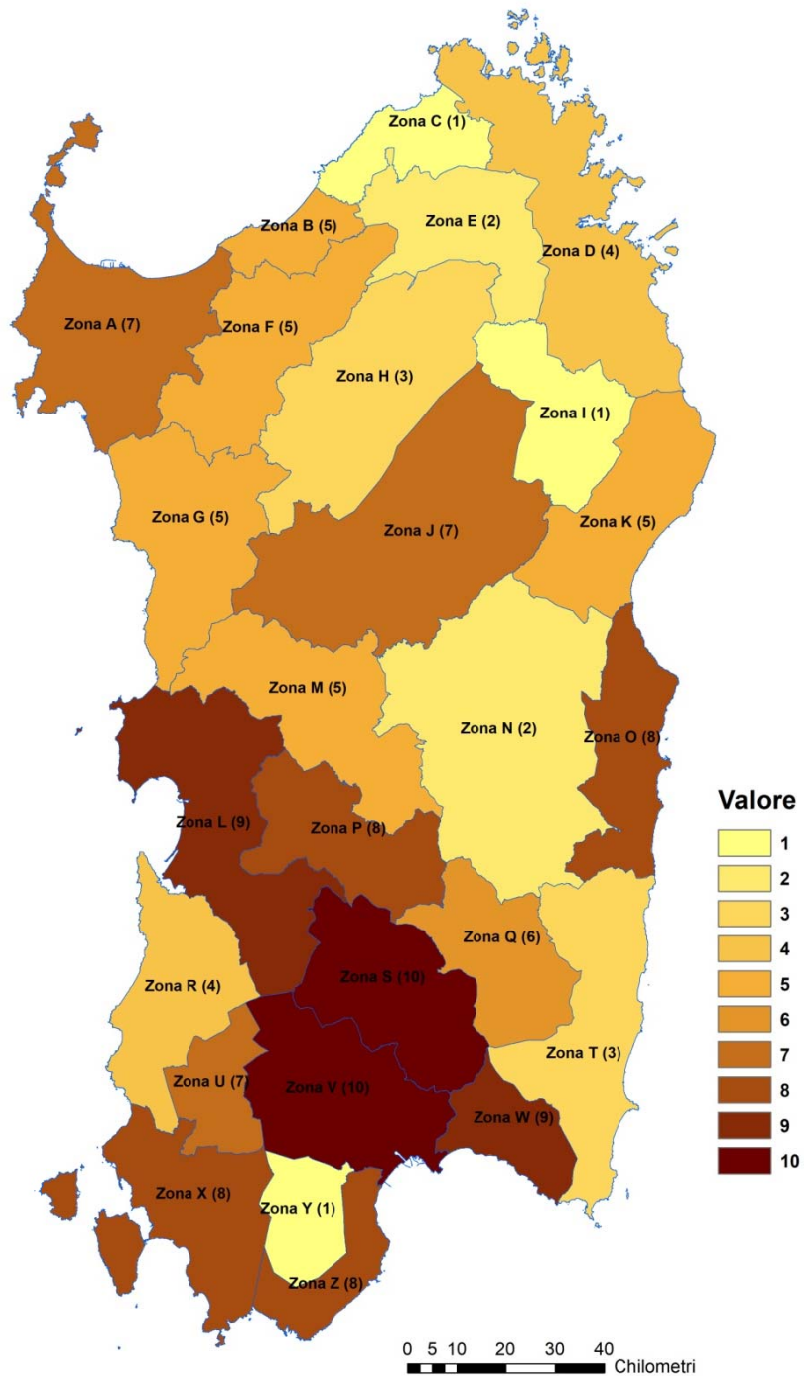 Zona C (1)
Zona B (5)
Zona E (2)
Zona D (4)
Zona A (7)
Zona F (5)
Zona H (3)
Zona I (1)
Zona G (5)
Zona J (7)
Zona K (5)
Zona M (5)
Zona N (2)
Zona O (8)
Zona L (9)
Zona P (8)
Zona Q (6)
Zona S (10)
Zona R (4)
Zona T (3)
Zona U (7)
Zona V (10)
Zona W (9)
Zona X (8)
Zona Y (1)
Zona Z (8)
Valore
1
2
3
4
5
6
7
8
9
10
0 5 10 20 30 40
Chilometri